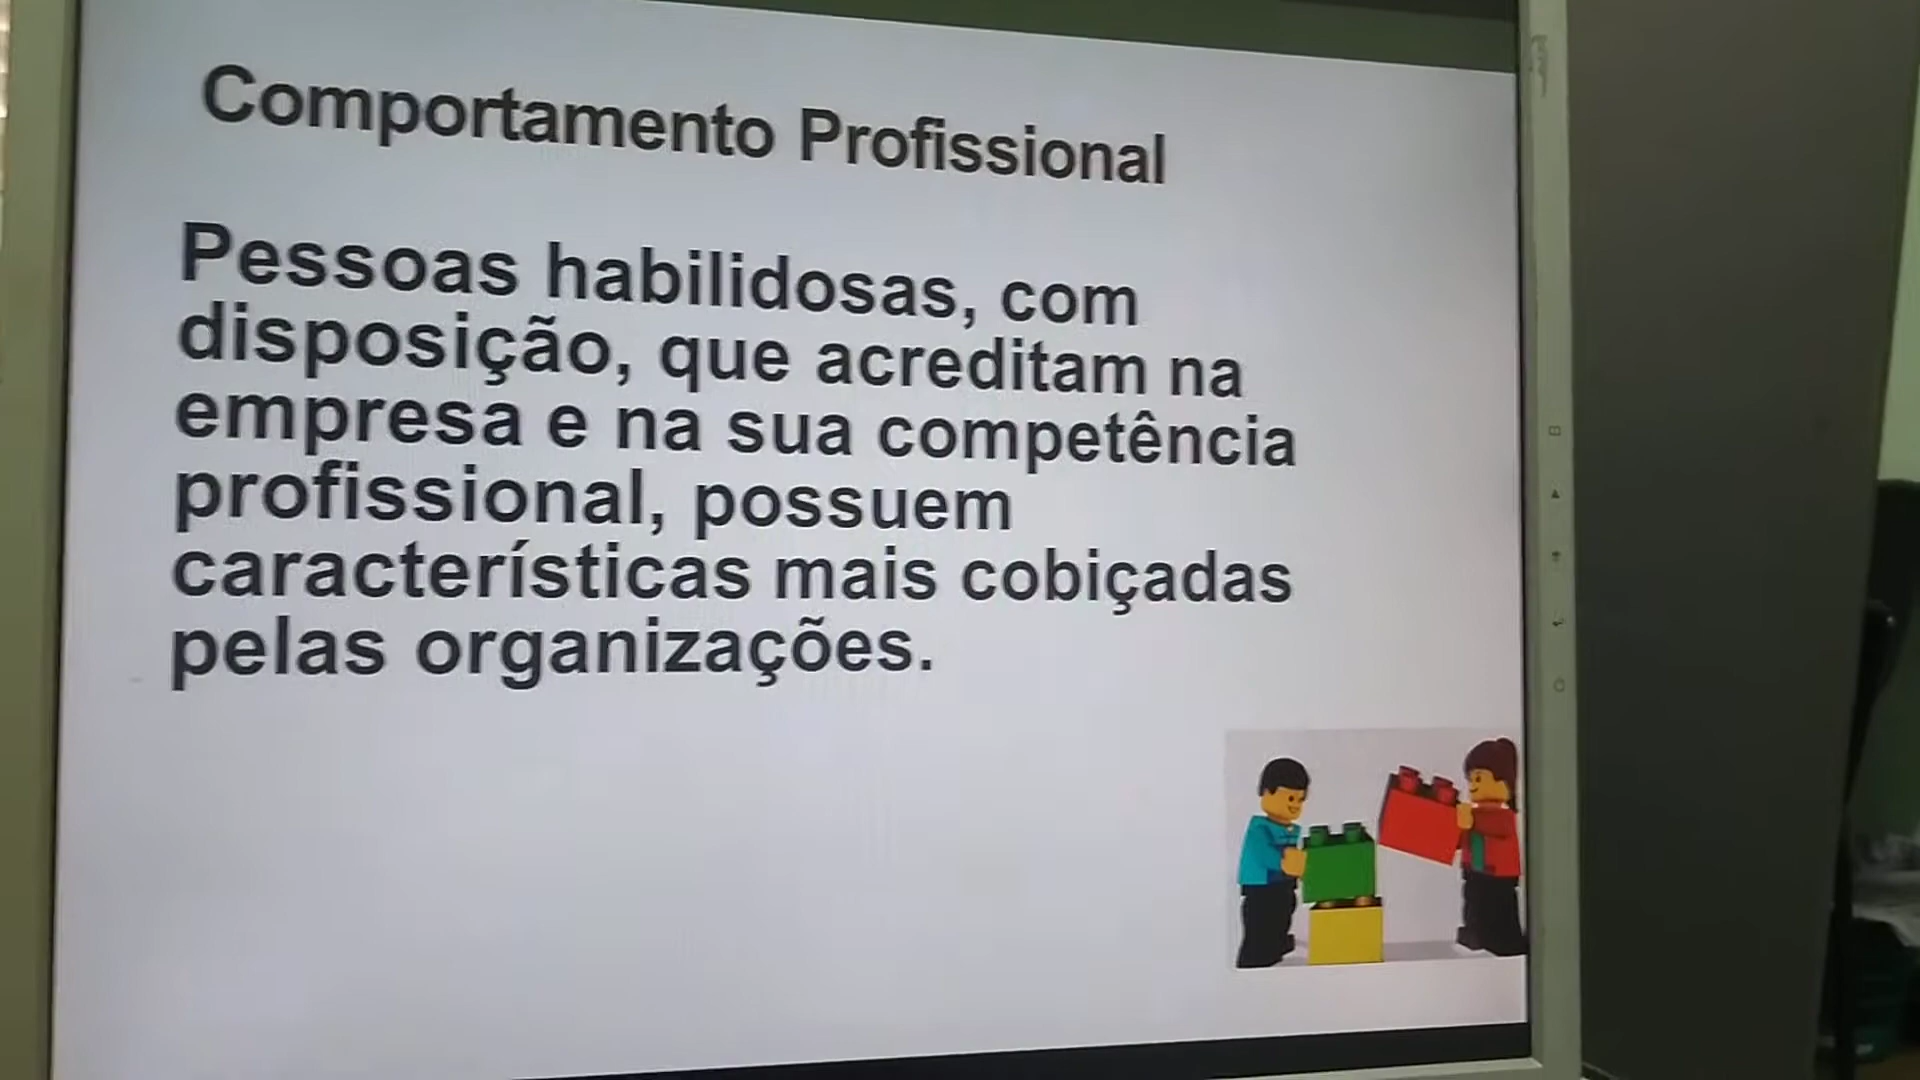 Comportamento Profissional
Pessoas habilidosas, com
disposição, que acreditam na
empresa e na sua competência
profissional, possuem
características mais cobiçadas
pelas organizações.